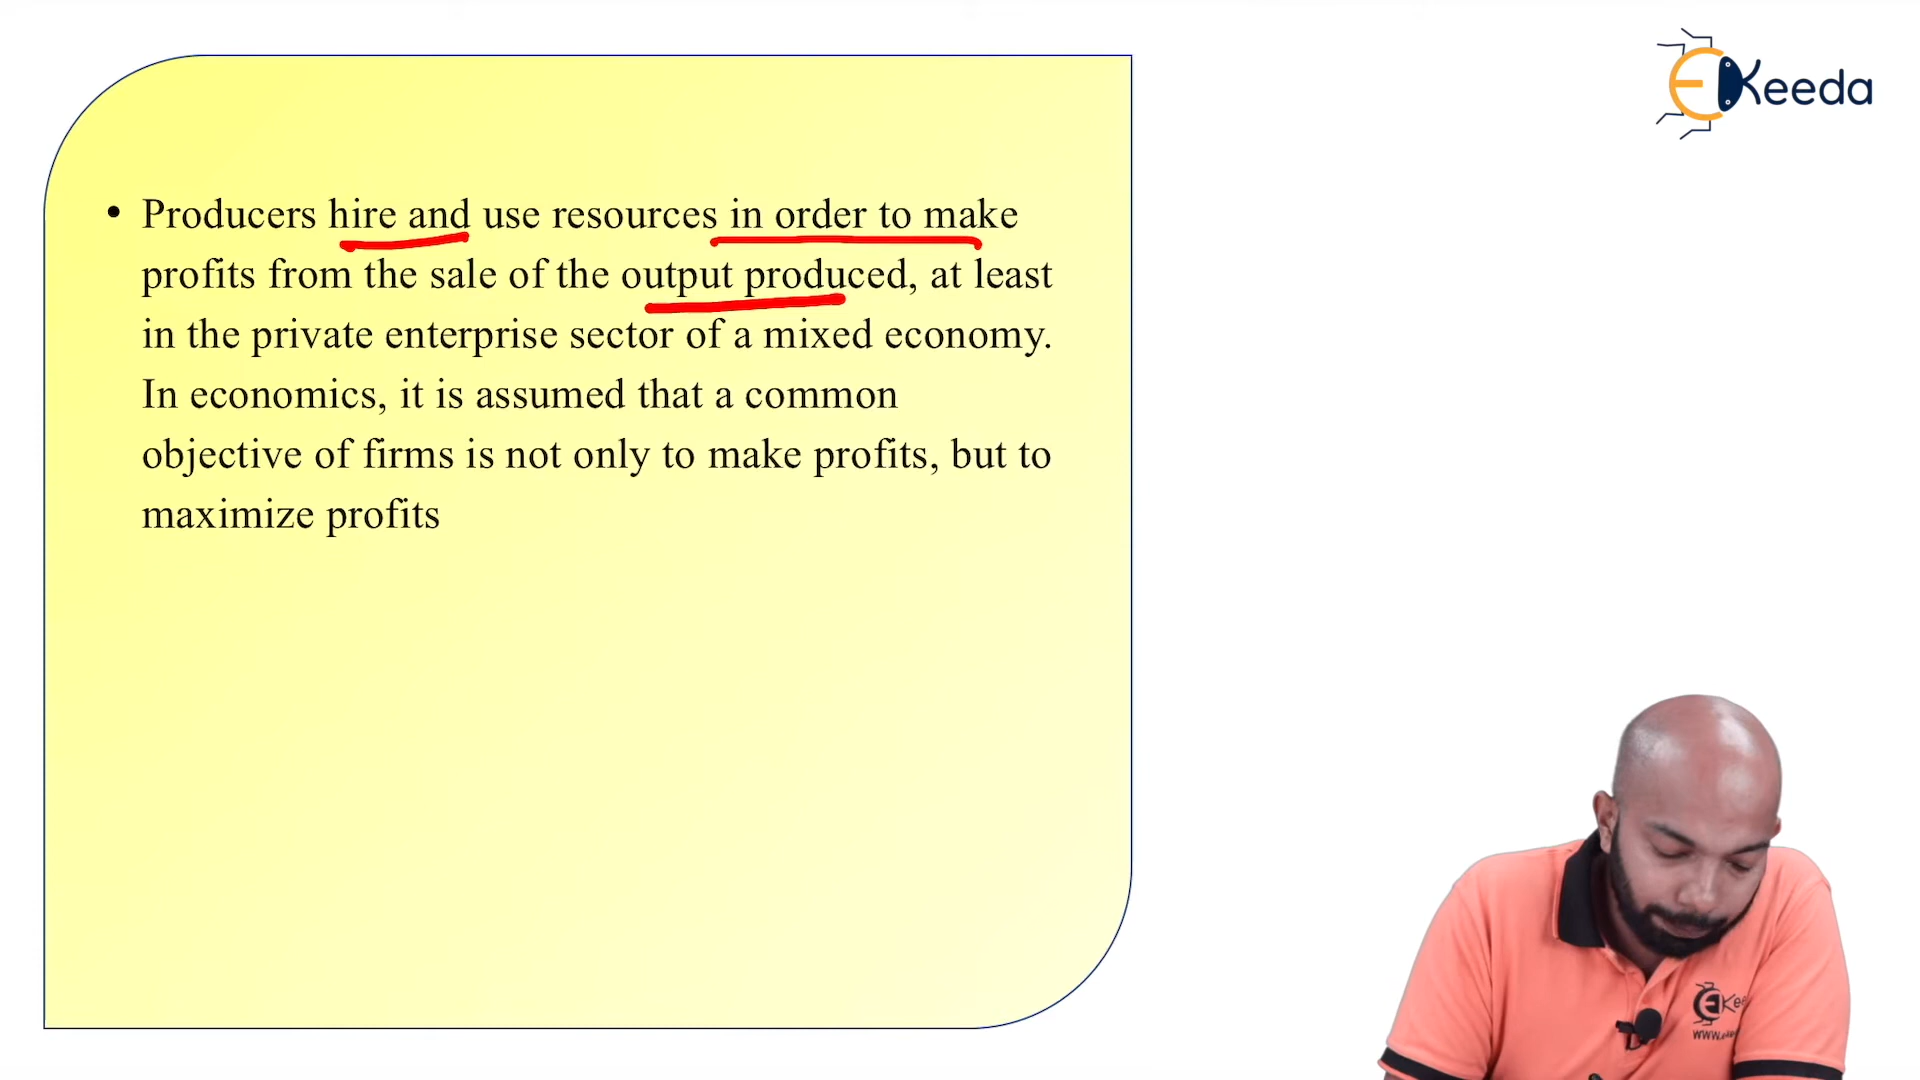 EKeeda
• Producers hire and use resources in order to make
profits from the sale of the output produced, at least
in the private enterprise sector of a mixed economy.
In economics, it is assumed that a common
objective of firms is not only to make profits, but to
maximize profits